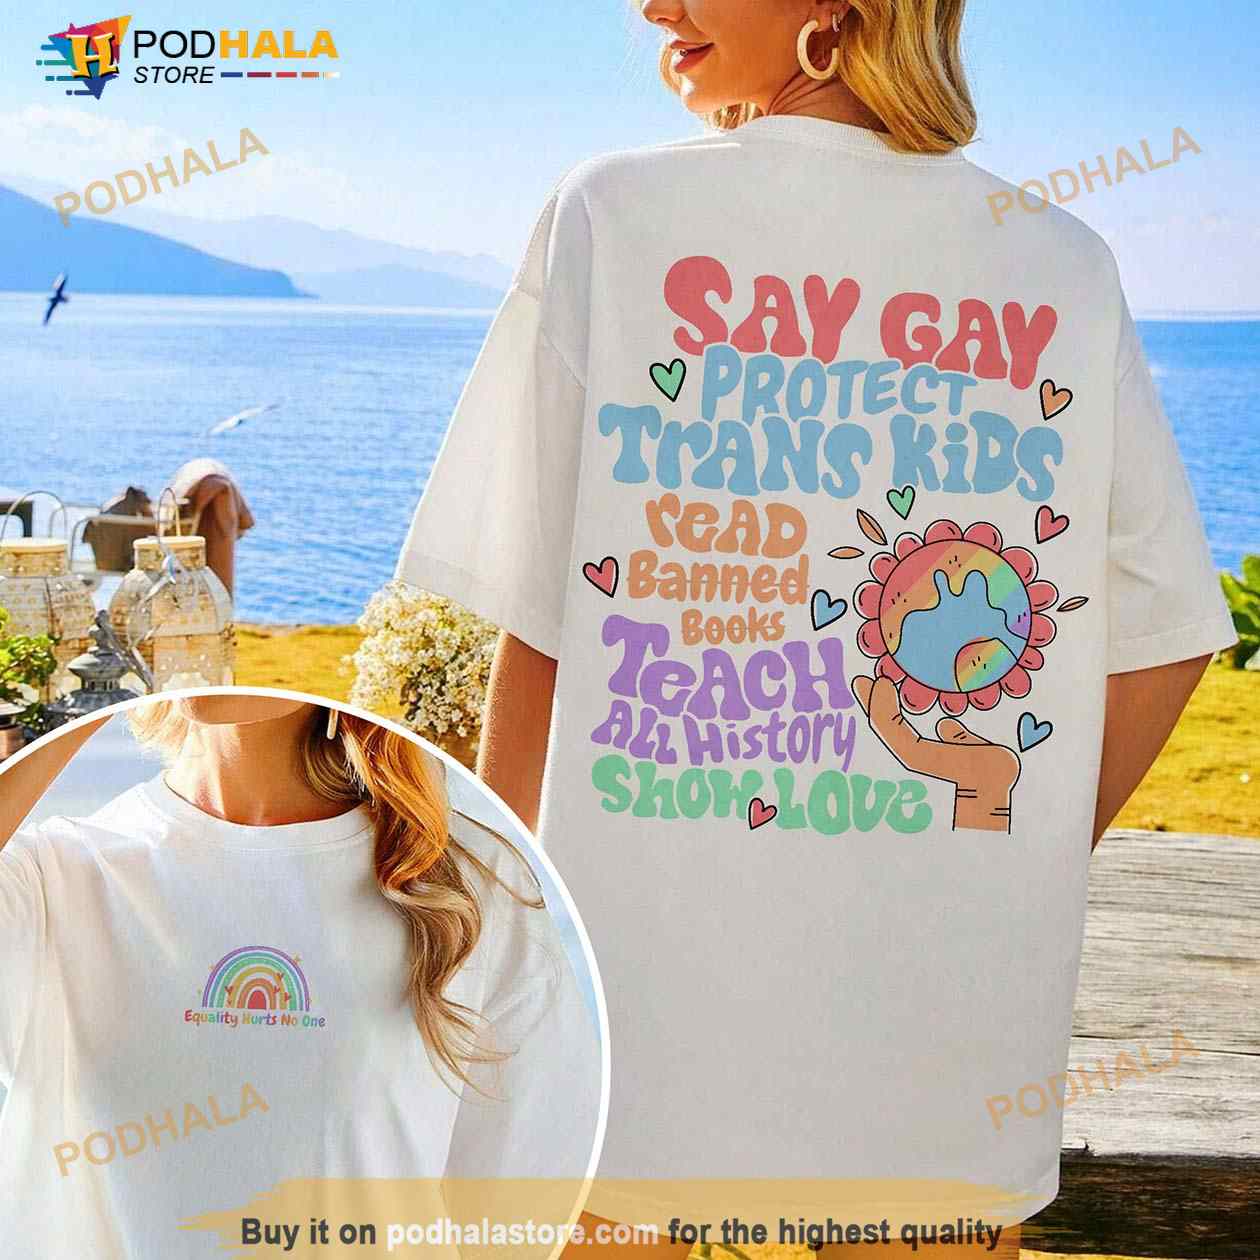 PODHALA
STORE
PODHALA
PODHALA
SAY GAY
PROTECT
TrANS KiDS
reAD
Banned
Books
TeACH
All History
Show Love
Equality Hurts No One
PODHALA
PODHALA
Buy it on podhalastore.com for the highest quality